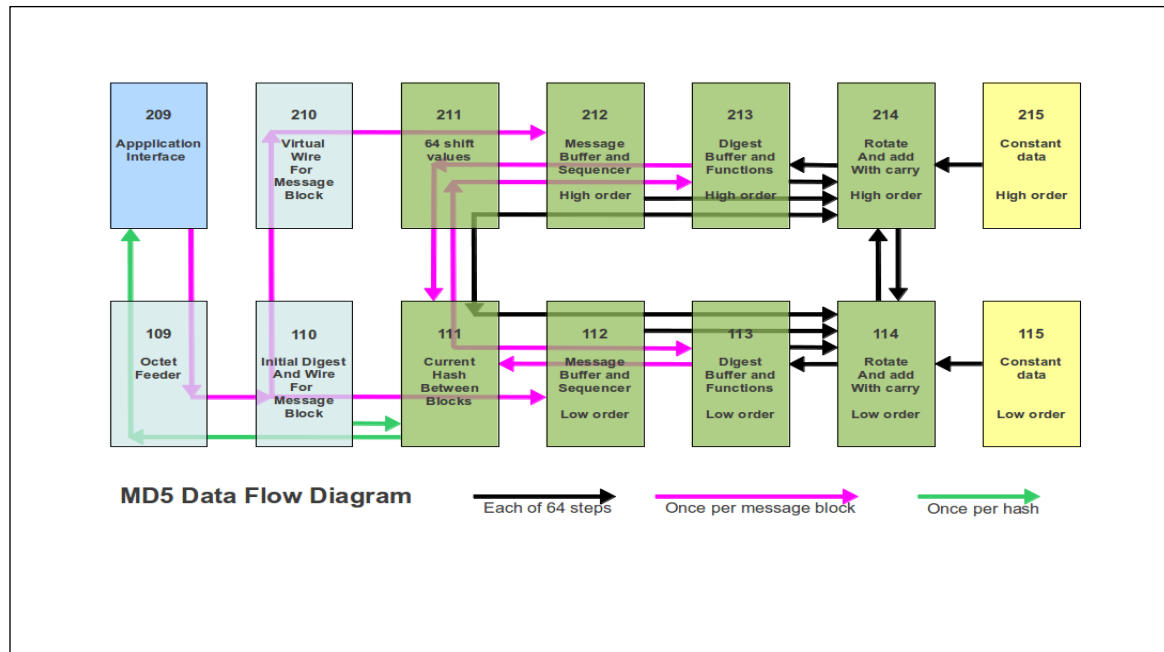 209
Appplication
Interface
210
Virtual
Wire
For
Message
Block
211
64 shift
values
212
Message
Buffer and
Sequencer
High order
213
Digest
Buffer and
Functions
High order
214
Rotate
And add
With carry
High order
215
Constant
data
High order
109
Octet
Feeder
110
Initial Digest
And Wire
For
Message
Block
111
Current
Hash
Between
Blocks
112
Message
Buffer and
Sequencer
Low order
113
Digest
Buffer and
Functions
Low order
114
Rotate
And add
With carry
Low order
115
Constant
data
Low order
MD5 Data Flow Diagram
Each of 64 steps
Once per message block
Once per hash